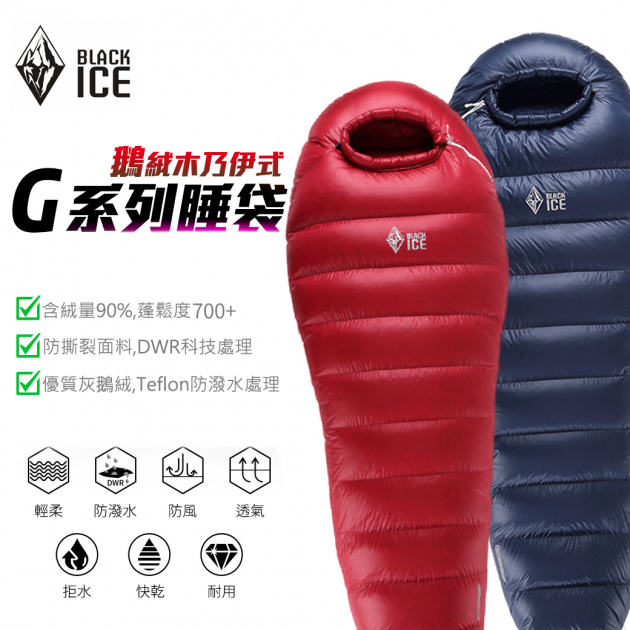 BLACK
ICE
鵝絨木乃伊式
G系列睡袋
含絨量90%,蓬鬆度700+
防撕裂面料,DWR科技處理
優質灰鵝絨,Teflon防潑水處理
DWR
輕柔 防潑水 防風 透氣
拒水 快乾 耐用
BLACK
ICE
BLACK
ICE